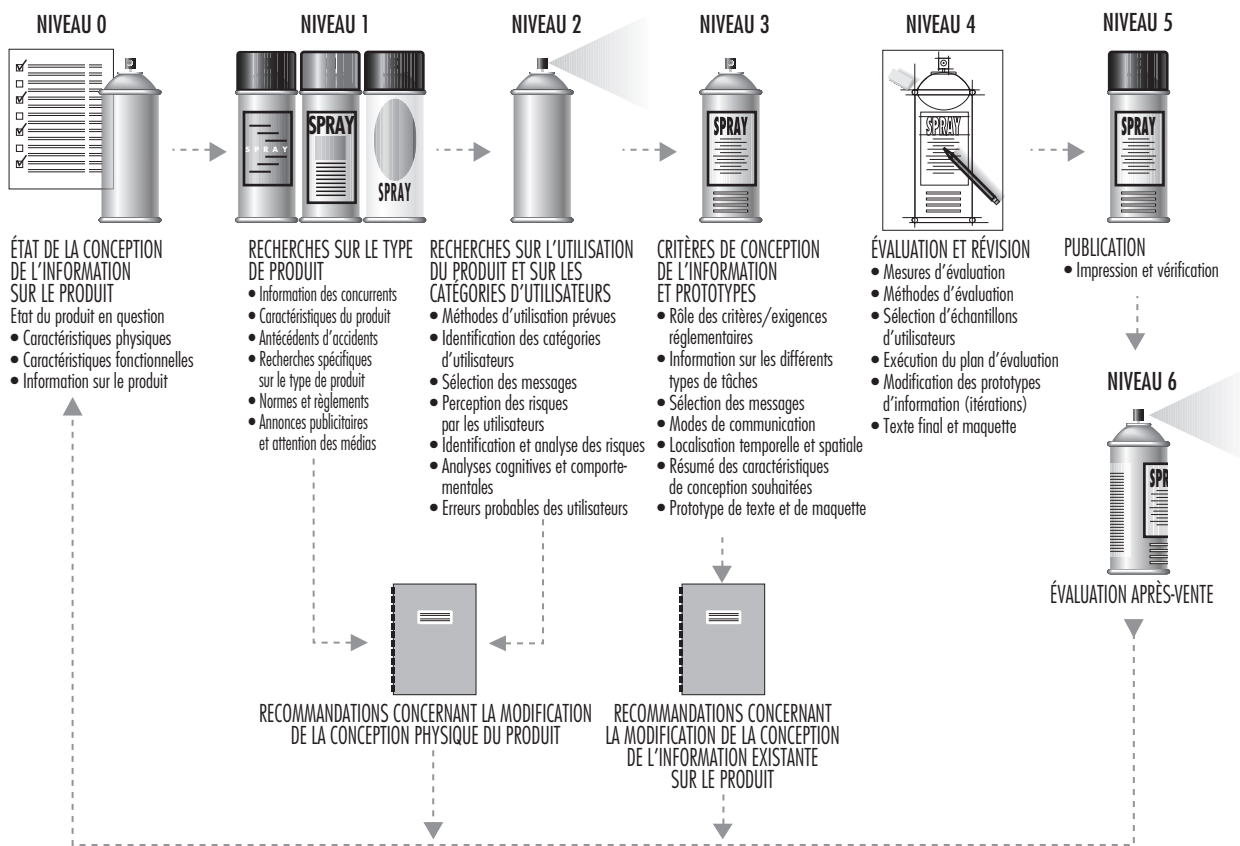 NIVEAU 0
ÉTAT DE LA CONCEPTION
DE L'INFORMATION
SUR LE PRODUIT
Etat du produit en question
• Caractéristiques physiques
• Caractéristiques fonctionnelles
• Information sur le produit
NIVEAU 1
SPRAY
SPRAY
SPRAY
RECHERCHES SUR LE TYPE
DE PRODUIT
• Information des concurrents
• Caractéristiques du produit
• Antécédents d'accidents
• Recherches spécifiques
sur le type de produit
• Normes et règlements
• Annonces publicitaires
et attention des médias
NIVEAU 2
RECHERCHES SUR L'UTILISATION
DU PRODUIT ET SUR LES
CATÉGORIES D'UTILISATEURS
• Méthodes d'utilisation prévues
• Identification des catégories
d'utilisateurs
• Sélection des messages
• Perception des risques
par les utilisateurs
• Identification et analyse des risques
• Analyses cognitives et comporte-
mentales
• Erreurs probables des utilisateurs
NIVEAU 3
SPRAY
CRITÈRES DE CONCEPTION
DE L'INFORMATION
ET PROTOTYPES
• Rôle des critères/exigences
réglementaires
• Information sur les différents
types de tâches
• Sélection des messages
• Modes de communication
• Localisation temporelle et spatiale
• Résumé des caractéristiques
de conception souhaitées
• Prototype de texte et de maquette
NIVEAU 4
SPRAY
ÉVALUATION ET RÉVISION
• Mesures d'évaluation
• Méthodes d'évaluation
• Sélection d'échantillons
d'utilisateurs
• Exécution du plan d'évaluation
• Modification des prototypes
d'information (itérations)
• Texte final et maquette
NIVEAU 5
SPRAY
PUBLICATION
• Impression et vérification
NIVEAU 6
SPR
ÉVALUATION APRÈS-VENTE
RECOMMANDATIONS CONCERNANT LA MODIFICATION
DE LA CONCEPTION PHYSIQUE DU PRODUIT
RECOMMANDATIONS CONCERNANT
LA MODIFICATION DE LA CONCEPTION
DE L'INFORMATION EXISTANTE
SUR LE PRODUIT